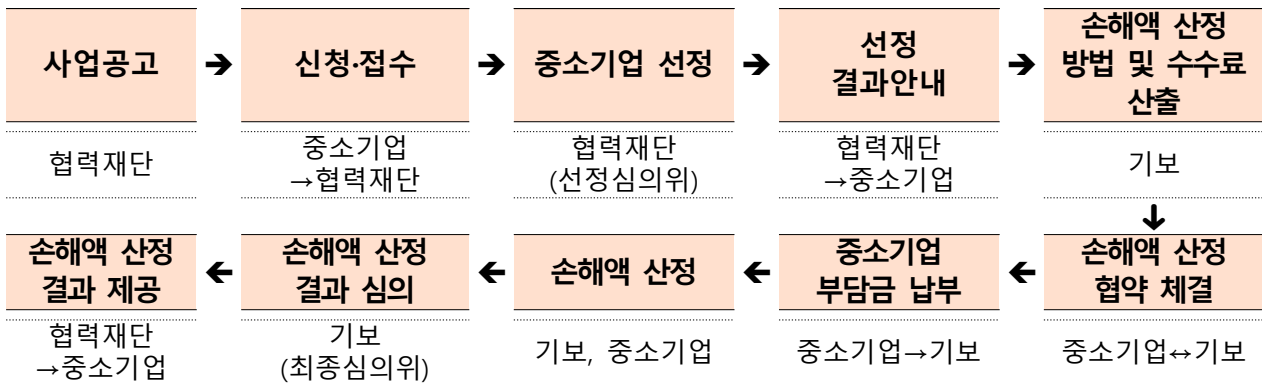 사업공고
협력재단
신청·접수
중소기업
→협력재단
중소기업 선정
협력재단
(선정심의위)
선정
결과안내
협력재단
→중소기업
손해액 산정
방법 및 수수료
산출
기보
손해액 산정
협약 체결
중소기업↔기보
중소기업
부담금 납부
중소기업→기보
손해액 산정
기보, 중소기업
손해액 산정
결과 심의
기보
(최종심의위)
손해액 산정
결과 제공
협력재단
→중소기업